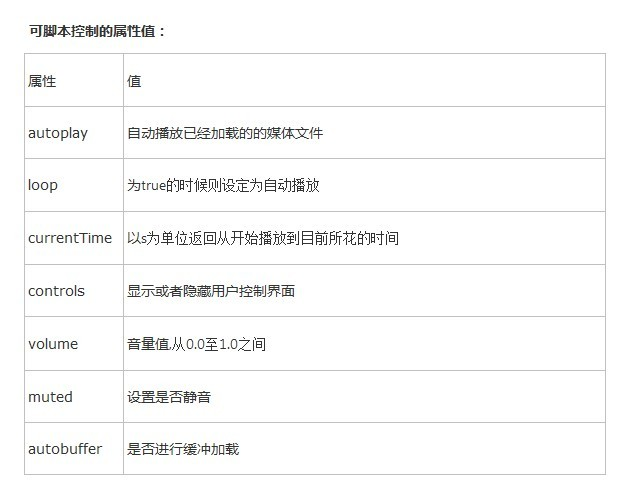 可脚本控制的属性值：
属性 值
autoplay 自动播放已经加载的的媒体文件
loop 为true的时候则设定为自动播放
currentTime 以s为单位返回从开始播放到目前所花的时间
controls 显示或者隐藏用户控制界面
volume 音量值,从0.0至1.0之间
muted 设置是否静音
autobuffer 是否进行缓冲加载